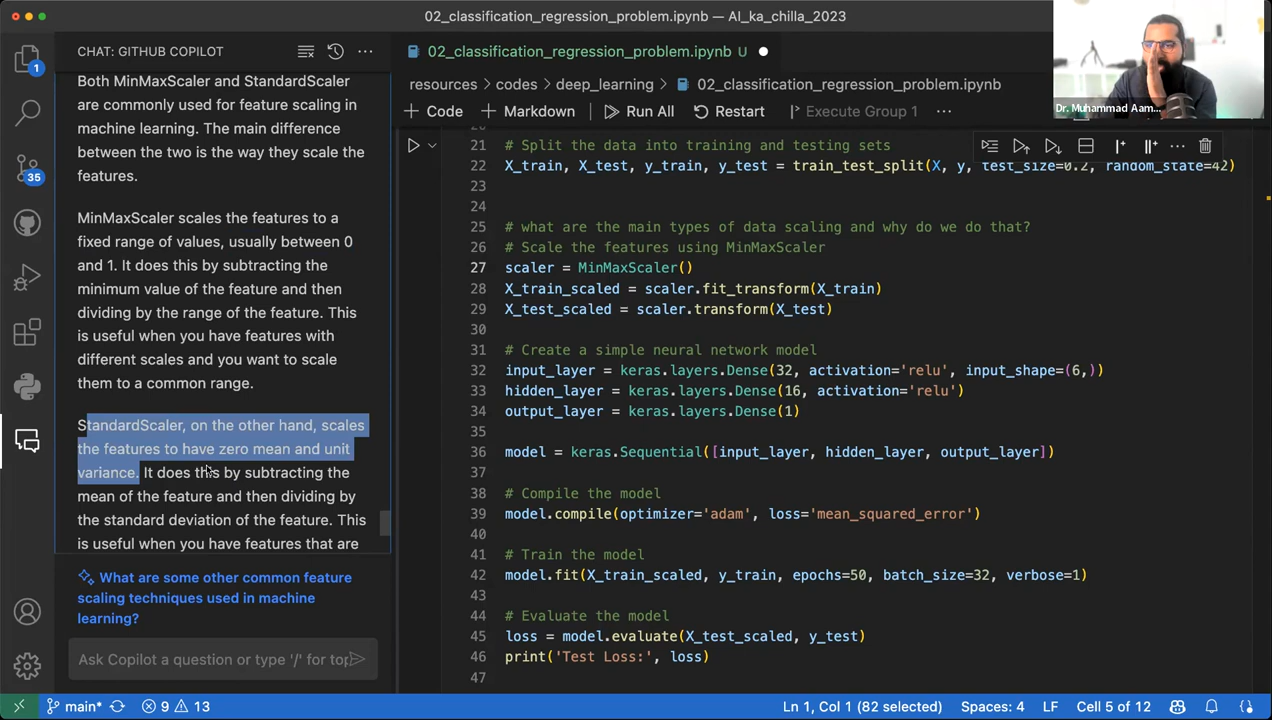 02_classification_regression_problem.ipynb — AI_ka_chilla_2023
CHAT: GITHUB COPILOT
Both MinMaxScaler and StandardScaler
are commonly used for feature scaling in
machine learning. The main difference
between the two is the way they scale the
features.
MinMaxScaler scales the features to a
fixed range of values, usually between 0
and 1. It does this by subtracting the
minimum value of the feature and then
dividing by the range of the feature. This
is useful when you have features with
different scales and you want to scale
them to a common range.
StandardScaler, on the other hand, scales
the features to have zero mean and unit
variance. It does this by subtracting the
mean of the feature and then dividing by
the standard deviation of the feature. This
is useful when you have features that are
What are some other common feature
scaling techniques used in machine
learning?
Ask Copilot a question or type '/' for top
1
35
02_classification_regression_problem.ipynb U
resources > codes > deep_learning > 02_classification_regression_problem.ipynb
+ Code + Markdown Run All Restart Execute Group 1 ...
Dr. Muhammad Aam...
21 # Split the data into training and testing sets
22 X_train, X_test, y_train, y_test = train_test_split(X, y, test_size=0.2, random_state=42)
23
24
25 # what are the main types of data scaling and why do we do that?
26 # Scale the features using MinMaxScaler
27 scaler = MinMaxScaler()
28 X_train_scaled = scaler.fit_transform(X_train)
29 X_test_scaled = scaler.transform(X_test)
30
31 # Create a simple neural network model
32 input_layer = keras.layers.Dense(32, activation='relu', input_shape=(6,))
33 hidden_layer = keras.layers.Dense(16, activation='relu')
34 output_layer = keras.layers.Dense(1)
35
36 model = keras.Sequential([input_layer, hidden_layer, output_layer])
37
38 # Compile the model
39 model.compile(optimizer='adam', loss='mean_squared_error')
40
41 # Train the model
42 model.fit(X_train_scaled, y_train, epochs=50, batch_size=32, verbose=1)
43
44 # Evaluate the model
45 loss = model.evaluate(X_test_scaled, y_test)
46 print('Test Loss:', loss)
47
main* 9 13 Ln 1, Col 1 (82 selected) Spaces: 4 LF Cell 5 of 12